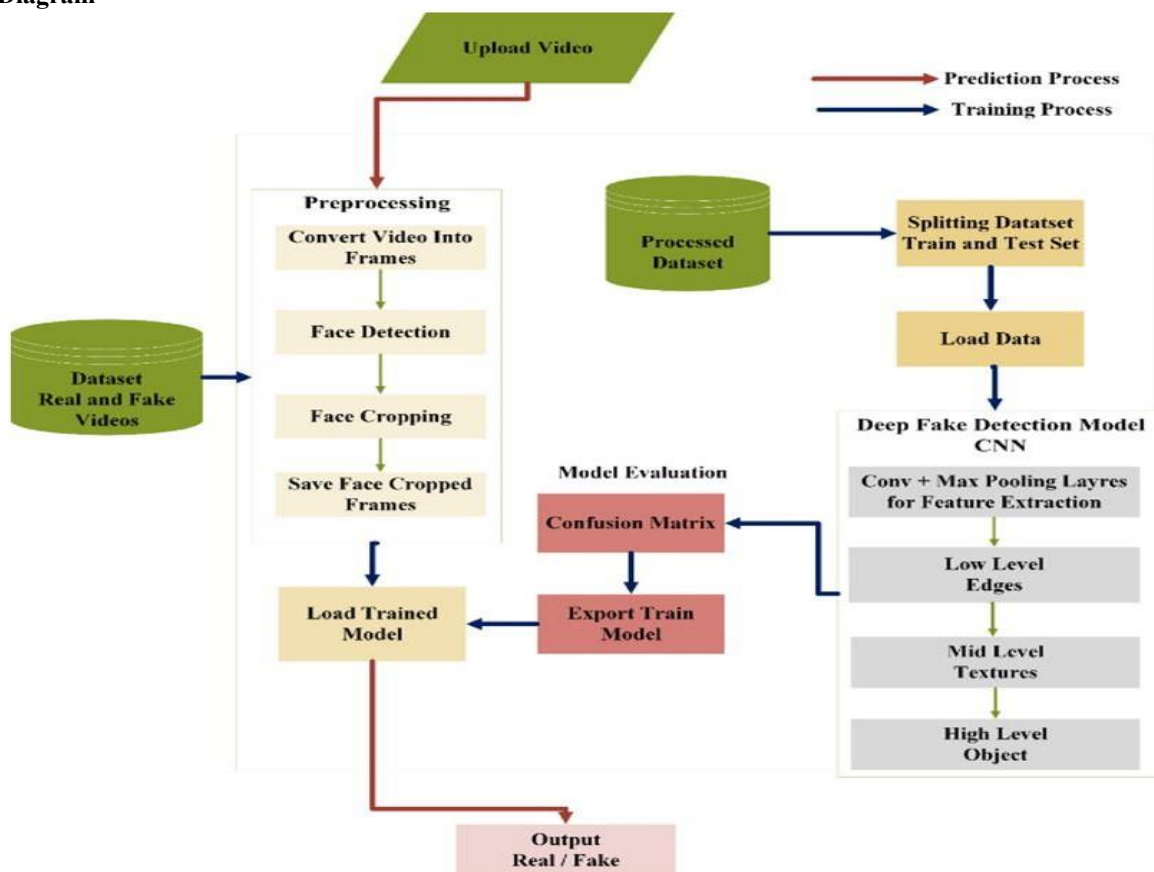 Diagram
Upload Video
Prediction Process
Training Process
Preprocessing
Convert Video Into
Frames
Face Detection
Face Cropping
Save Face Cropped
Frames
Dataset
Real and Fake
Videos
Processed
Dataset
Splitting Datatset
Train and Test Set
Load Data
Deep Fake Detection Model
CNN
Conv + Max Pooling Layres
for Feature Extraction
Low Level
Edges
Mid Level
Textures
High Level
Object
Model Evaluation
Confusion Matrix
Export Train
Model
Load Trained
Model
Output
Real / Fake